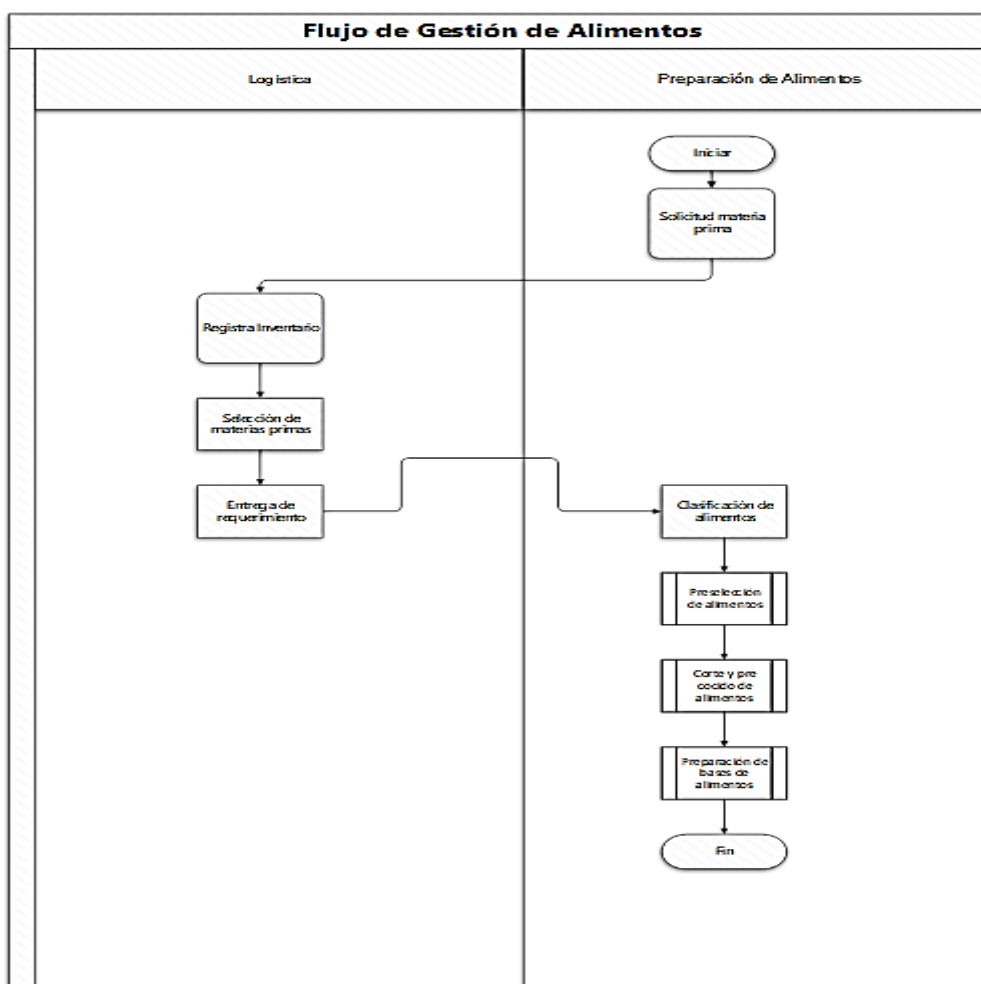 Flujo de Gestión de Alimentos
Logistica
Preparación de Alimentos
Iniciar
Solicitud materia
prima
Registra Inventario
Selección de
materias primas
Entrega de
requerimiento
Clasificación de
alimentos
Preselección
de alimentos
Corte y pre
cocido de
alimentos
Preparación de
bases de
alimentos
Fin